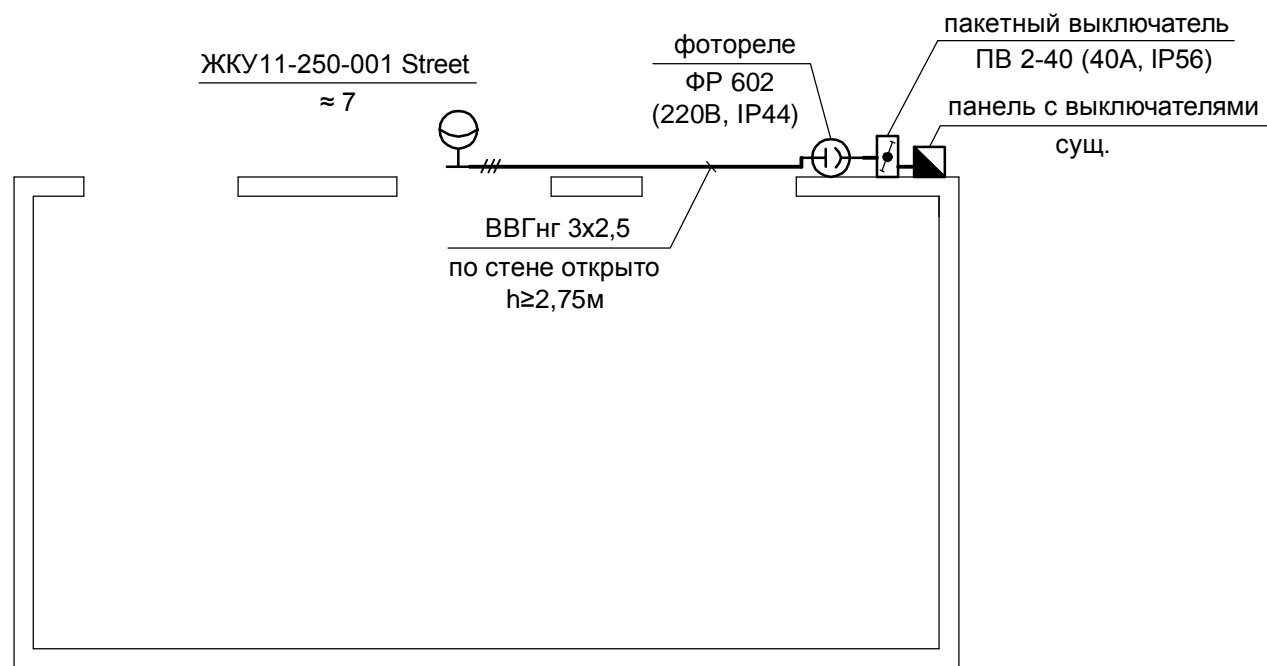 ЖКУ11-250-001 Street
≈ 7
фотореле
ФР 602
(220В, IP44)
пакетный выключатель
ПВ 2-40 (40А, IP56)
панель с выключателями
сущ.
ВВГнг 3х2,5
по стене открыто
h≥2,75м